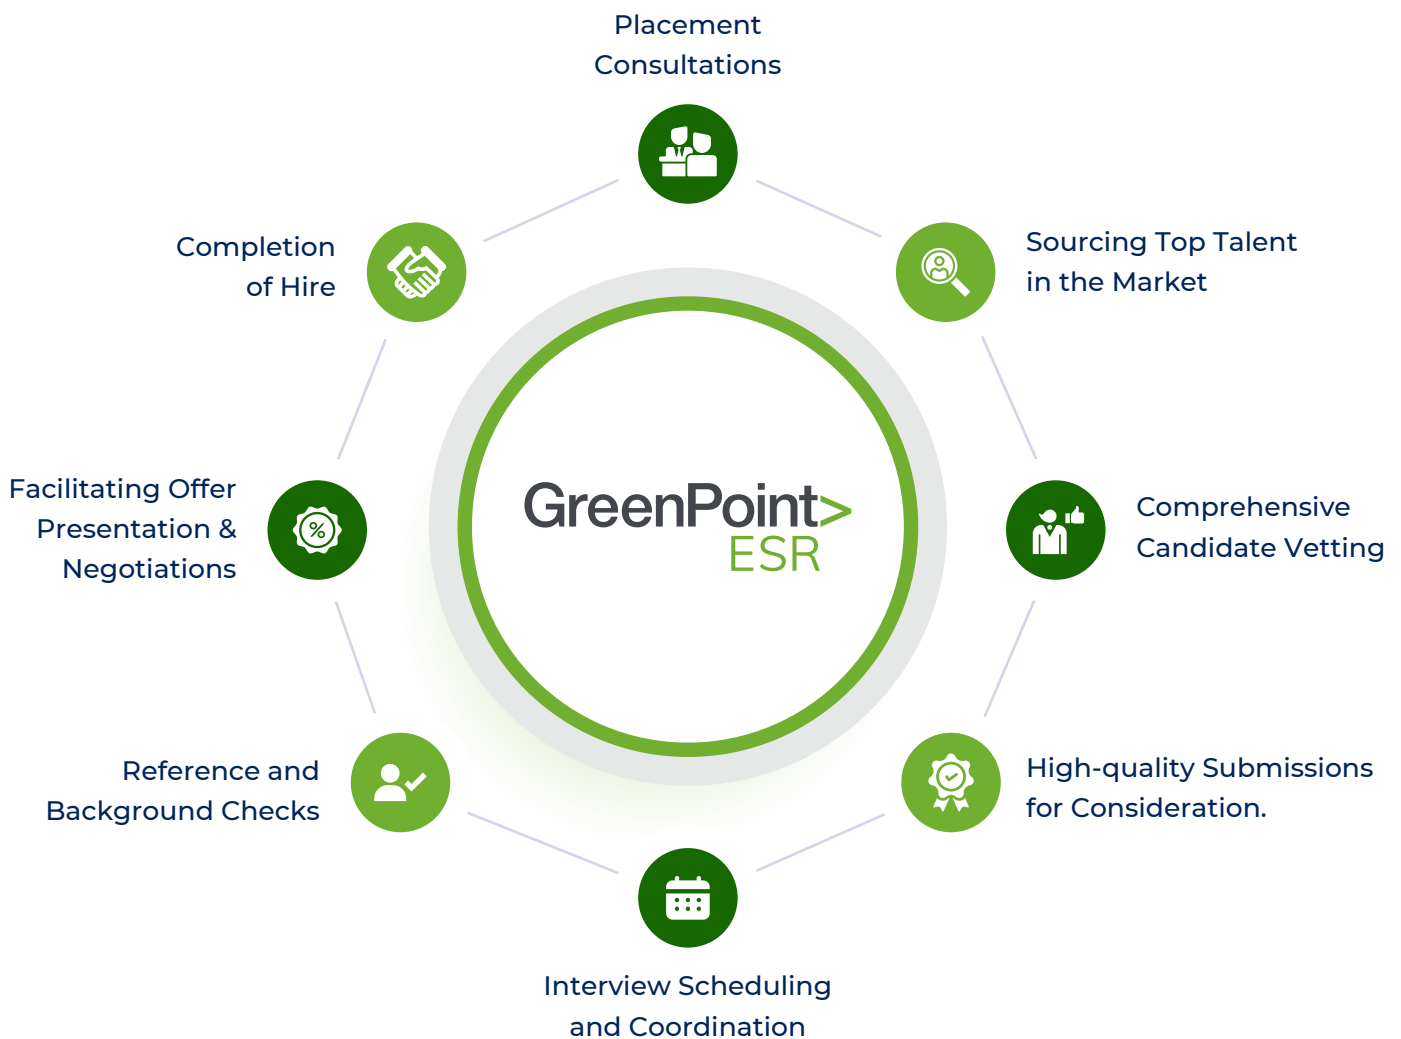 Placement
Consultations
Sourcing Top Talent
in the Market
Comprehensive
Candidate Vetting
High-quality Submissions
for Consideration.
Interview Scheduling
and Coordination
Reference and
Background Checks
Facilitating Offer
Presentation &
Negotiations
Completion
of Hire
GreenPoint>
ESR
%